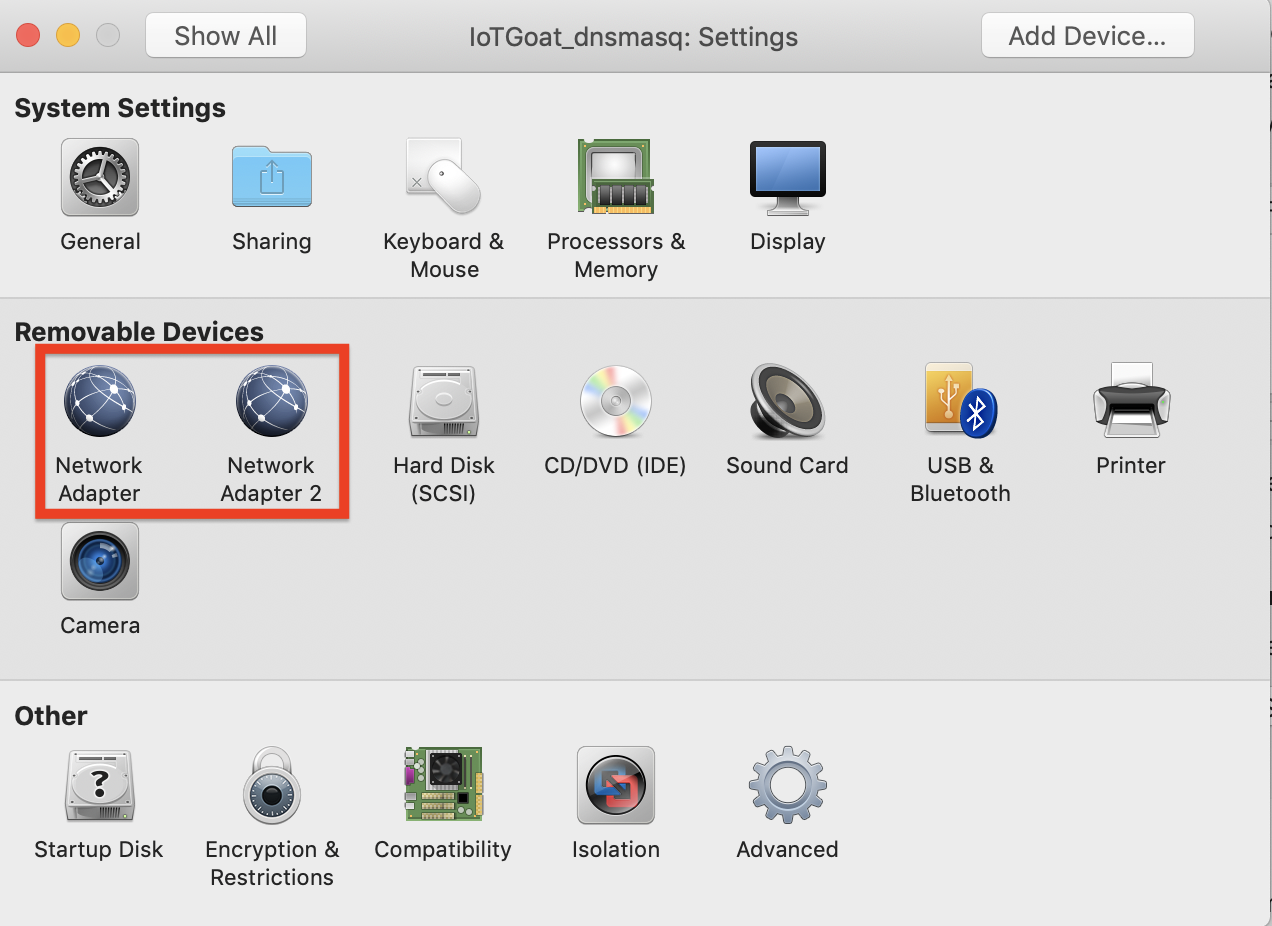 Show All
IoTGoat_dnsmasq: Settings
Add Device...
System Settings
General
Sharing
Keyboard &
Mouse
Processors &
Memory
Display
Removable Devices
Network
Adapter
Network
Adapter 2
Hard Disk
(SCSI)
CD/DVD (IDE)
Sound Card
USB &
Bluetooth
Printer
Camera
Other
?
Startup Disk
Encryption &
Restrictions
Compatibility
Isolation
Advanced